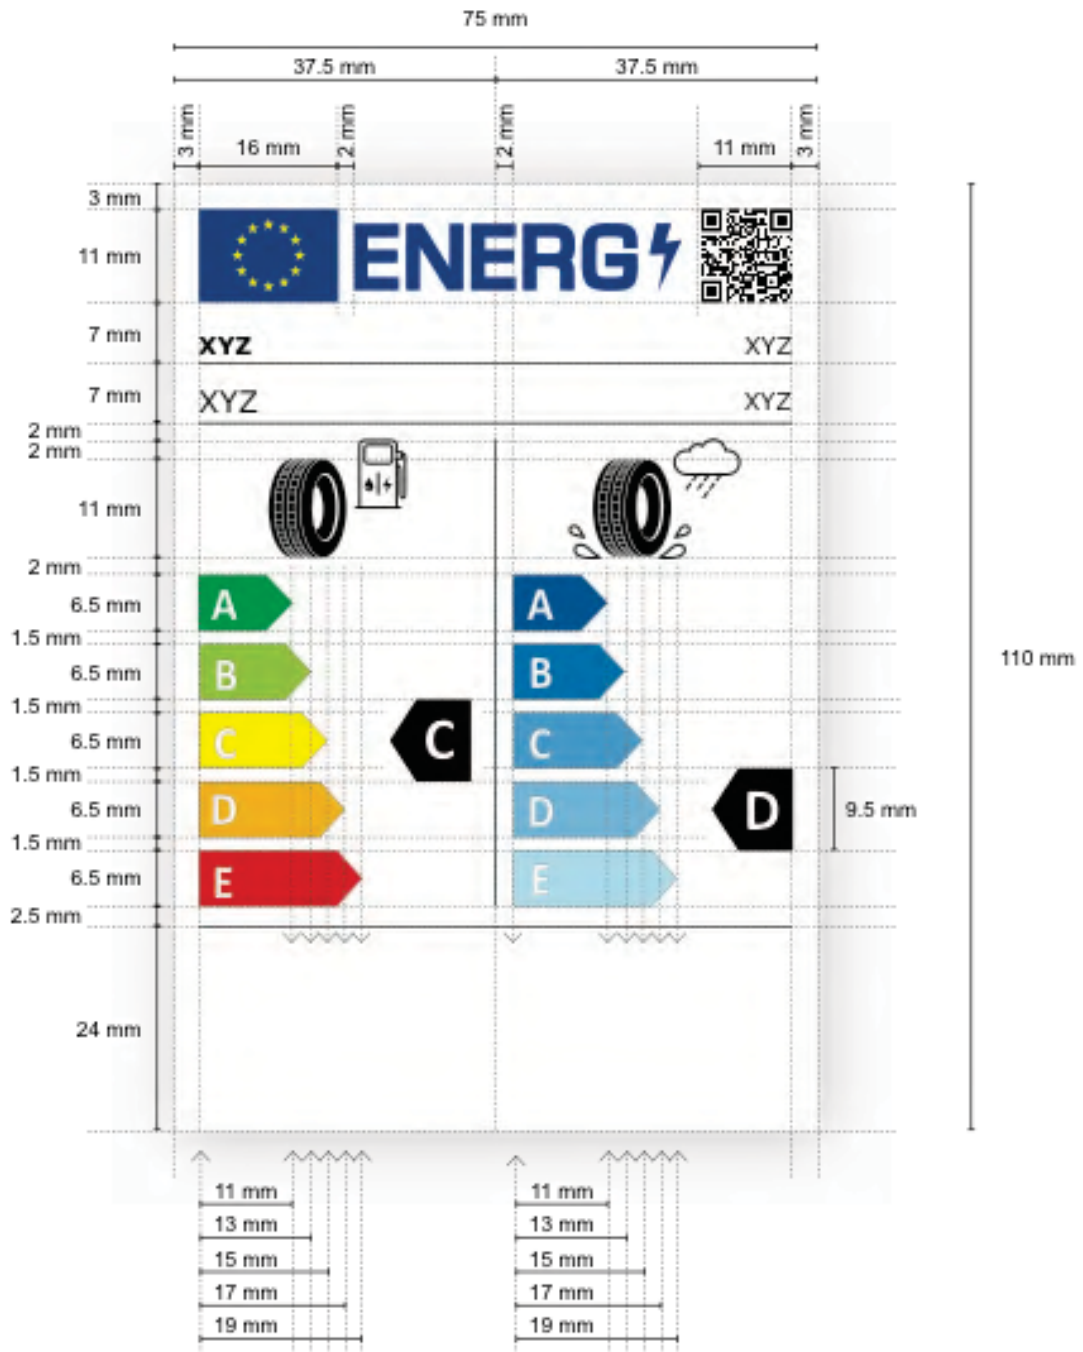 75 mm
37.5 mm 37.5 mm
3 mm 16 mm 2 mm 2 mm 11 mm 3 mm
3 mm
11 mm ENERG
7 mm
XYZ XYZ
7 mm
XYZ XYZ
2 mm
2 mm
11 mm
2 mm
6.5 mm A A
1.5 mm
6.5 mm B B
110 mm
1.5 mm
6.5 mm C C C
1.5 mm
6.5 mm D D D 9.5 mm
1.5 mm
6.5 mm E E
2.5 mm
24 mm
11 mm 11 mm
13 mm 13 mm
15 mm 15 mm
17 mm 17 mm
19 mm 19 mm